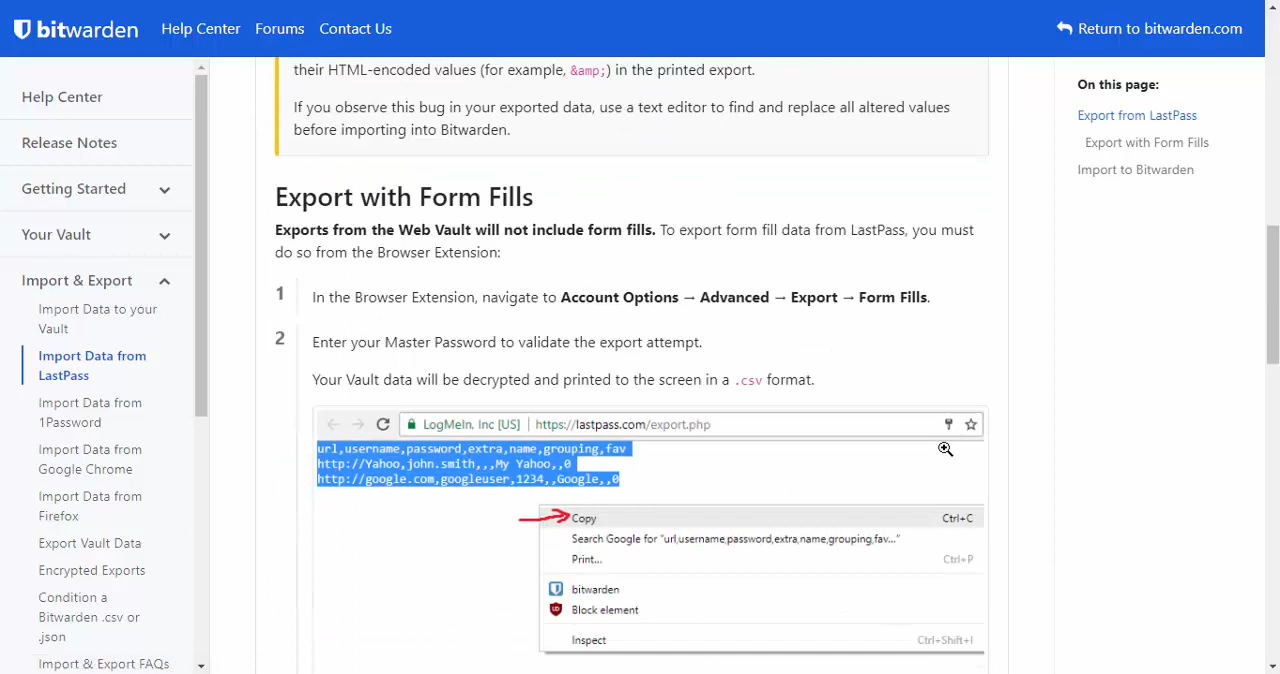 bitwarden Help Center Forums Contact Us Return to bitwarden.com
Help Center
Release Notes
Getting Started
Your Vault
Import & Export
Import Data to your
Vault
Import Data from
LastPass
Import Data from
1Password
Import Data from
Google Chrome
Import Data from
Firefox
Export Vault Data
Encrypted Exports
Condition a
Bitwarden .csv or
.json
Import & Export FAQs
their HTML-encoded values (for example, &amp;) in the printed export.
If you observe this bug in your exported data, use a text editor to find and replace all altered values
before importing into Bitwarden.
Export with Form Fills
Exports from the Web Vault will not include form fills. To export form fill data from LastPass, you must
do so from the Browser Extension:
1 In the Browser Extension, navigate to Account Options → Advanced → Export → Form Fills.
2 Enter your Master Password to validate the export attempt.
Your Vault data will be decrypted and printed to the screen in a .csv format.
LogMeIn, Inc [US] https://lastpass.com/export.php
url,username,password,extra,name,grouping,fav
http://Yahoo,john.smith,,,My Yahoo,,0
http://google.com,googleuser,1234,,Google,,0
Copy Ctrl+C
Search Google for "url,username,password,extra,name,grouping,fav..."
Print... Ctrl+P
bitwarden
Block element
Inspect Ctrl+Shift+I
On this page:
Export from LastPass
Export with Form Fills
Import to Bitwarden